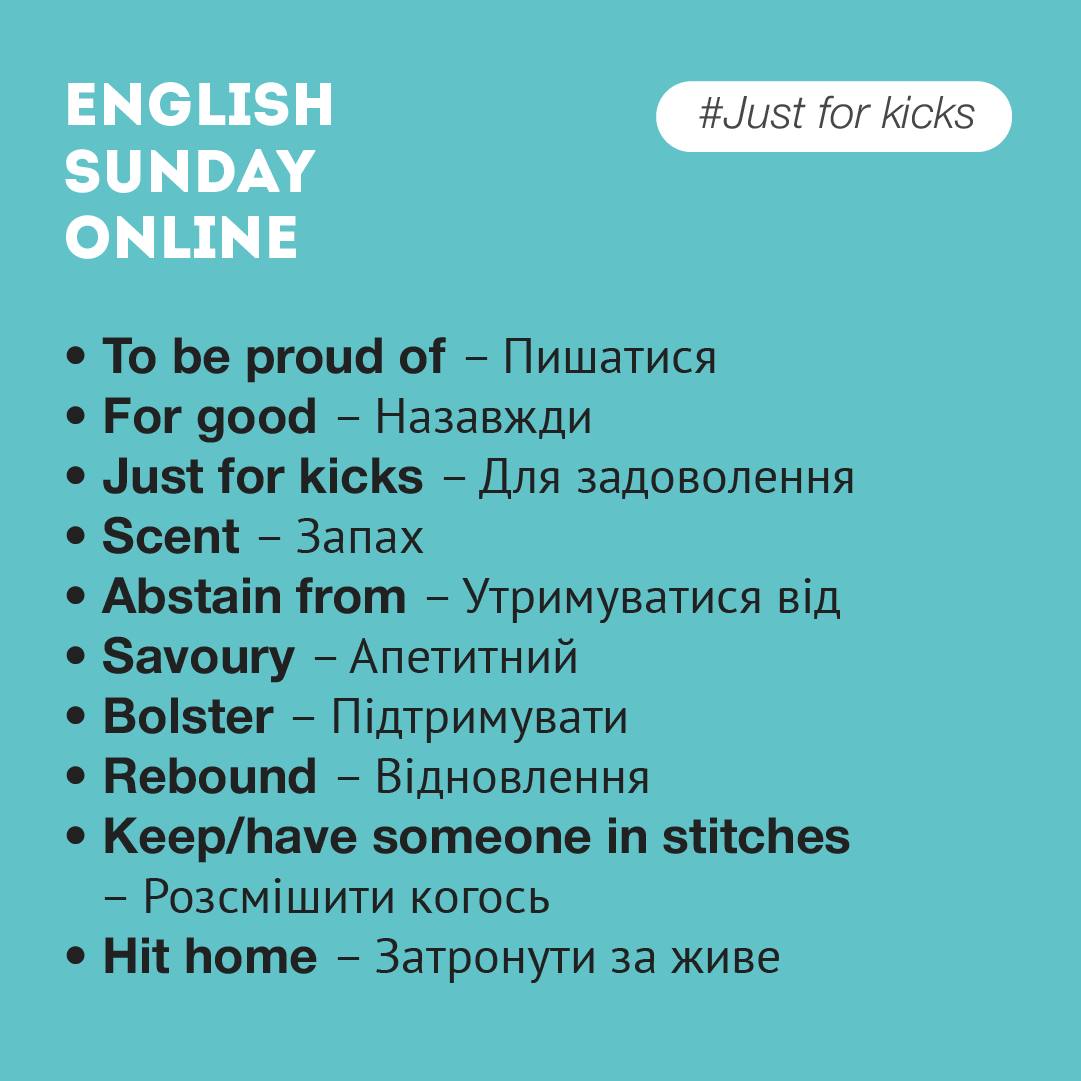 ENGLISH
SUNDAY
ONLINE
#Just for kicks
• To be proud of – Пишатися
• For good – Назавжди
• Just for kicks – Для задоволення
• Scent – Запах
• Abstain from – Утримуватися від
• Savoury – Апетитний
• Bolster – Підтримувати
• Rebound – Відновлення
• Keep/have someone in stitches
– Розсмішити когось
• Hit home – Затронути за живе